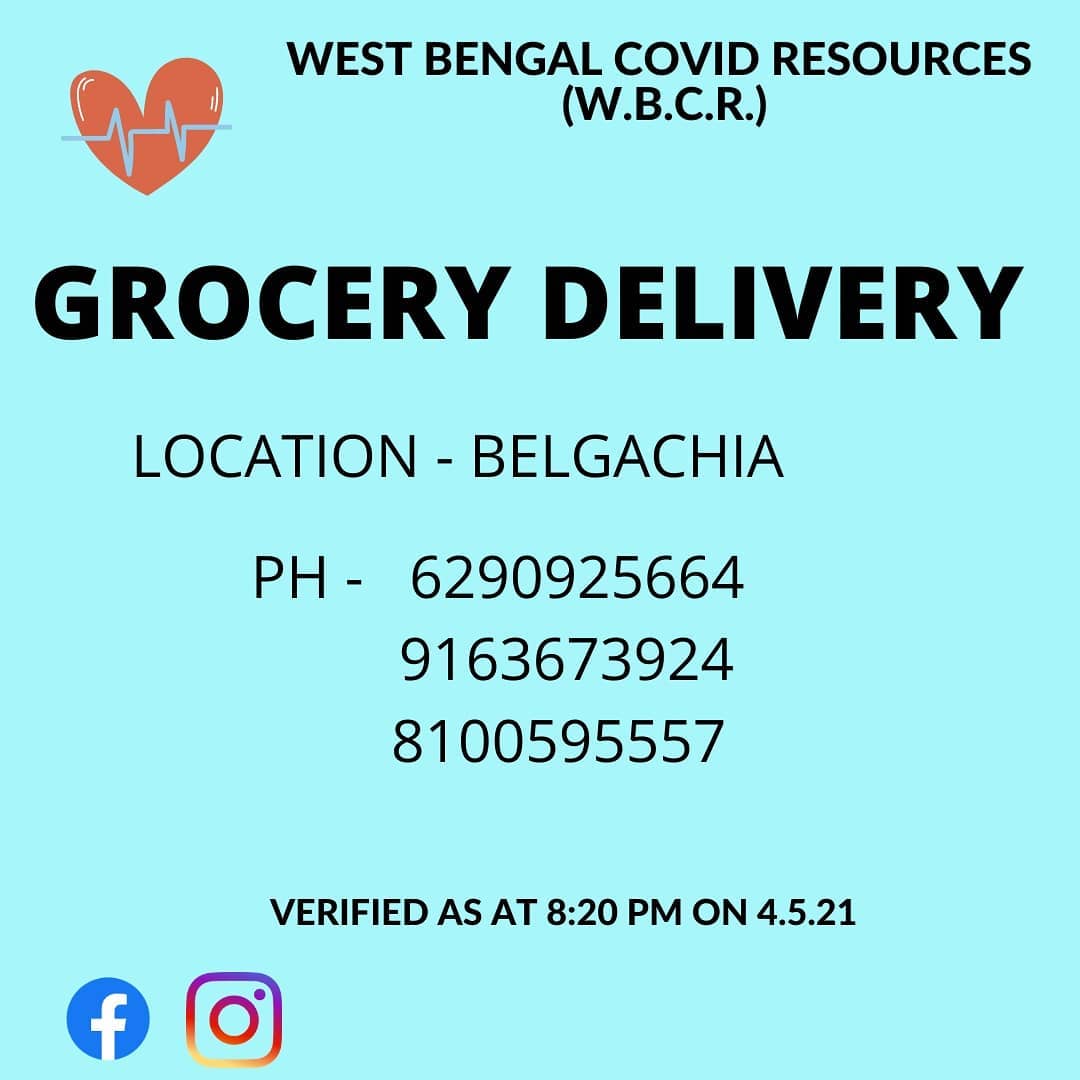 WEST BENGAL COVID RESOURCES
(W.B.C.R.)
GROCERY DELIVERY
LOCATION - BELGACHIA
PH - 6290925664
9163673924
8100595557
VERIFIED AS AT 8:20 PM ON 4.5.21